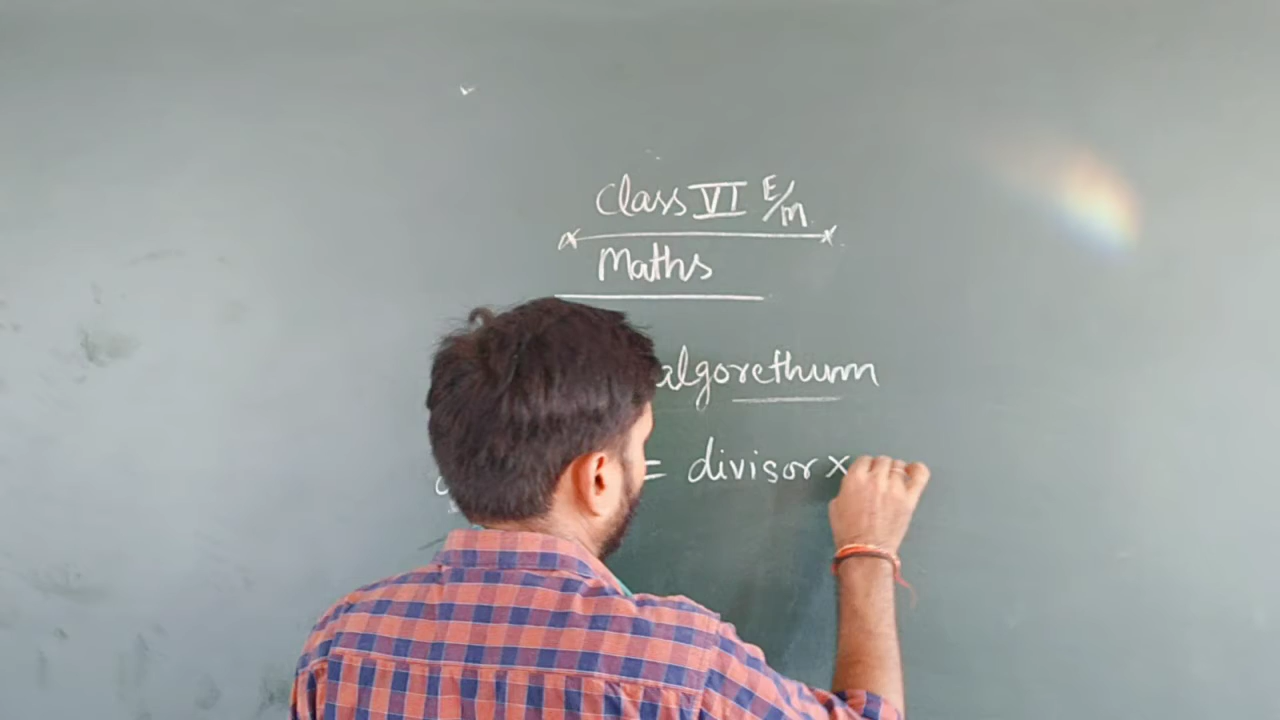 Class VI E/m
Maths
algorethum
= divisor ×